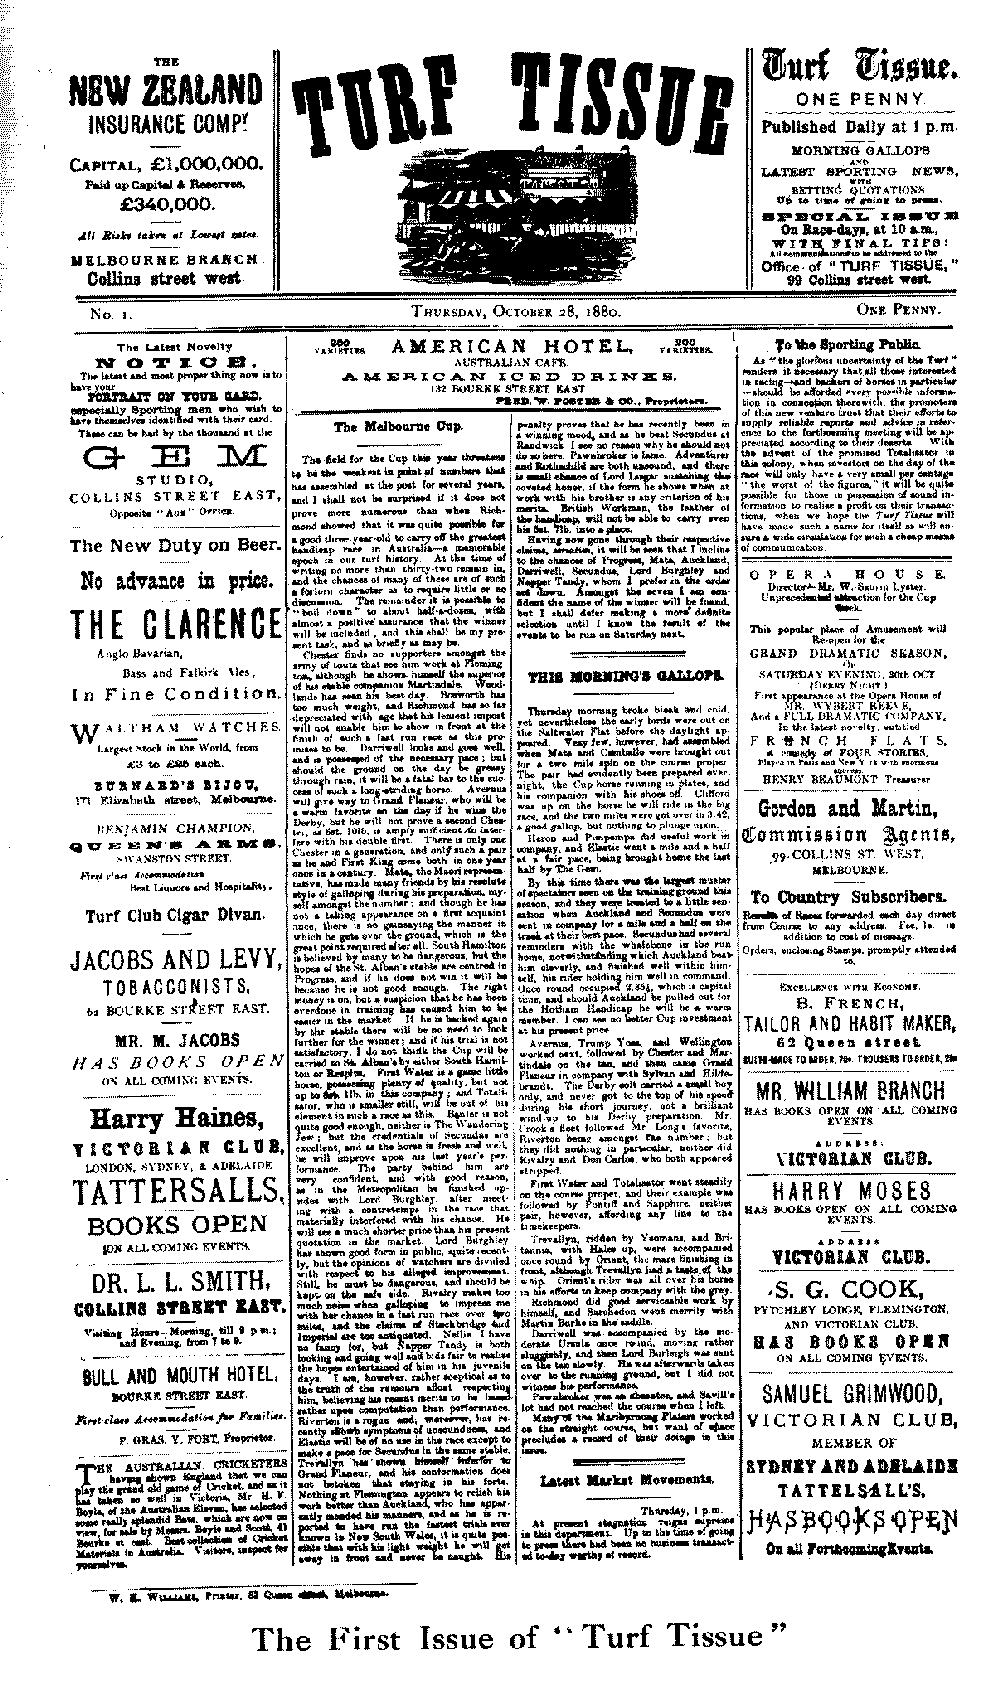 THE
NEW ZEALAND
INSURANCE COMPY
CAPITAL, £1,000,000.
Paid up Capital & Reserves,
£340,000.
All Risks taken at Lowest rates.
MELBOURNE BRANCH
Collins street west
TURF TISSUE
Turf Tissue.
ONE PENNY
Published Daily at 1 p.m.
MORNING GALLOPS
AND
LATEST SPORTING NEWS,
WITH
BETTING QUOTATIONS
Up to time of going to press.
SPECIAL ISSUE
On Race-days, at 10 a.m.,
WITH FINAL TIPS!
Office of "TURF TISSUE,"
99 Collins street west.
No. 1.
THURSDAY, OCTOBER 28, 1880.
ONE PENNY.
The Latest Novelty
NOTICE.
The latest and most proper thing now is to
have your
PORTRAIT ON YOUR CARD,
especially Sporting men who wish to
have themselves identified with their card.
These can be had by the thousand at the
GEM
STUDIO,
COLLINS STREET EAST,
Opposite "AGE" OFFICE.
The New Duty on Beer.
No advance in price.
THE CLARENCE
Anglo Bavarian,
Bass and Falkirk Ales,
In Fine Condition.
WALTHAM WATCHES.
Largest Stock in the World, from
£3 to £25 each.
BURNARD'S BIJOU,
171 Elizabeth street, Melbourne.
BENJAMIN CHAMPION,
QUEEN'S ARMS,
SWANSTON STREET.
First class Accommodation
Best Liquors and Hospitality.
Turf Club Cigar Divan.
JACOBS AND LEVY,
TOBACCONISTS,
62 BOURKE STREET EAST.
MR. M. JACOBS
HAS BOOKS OPEN
ON ALL COMING EVENTS.
Harry Haines,
VICTORIAN CLUB,
LONDON, SYDNEY, & ADELAIDE
TATTERSALLS,
BOOKS OPEN
ON ALL COMING EVENTS.
DR. L. L. SMITH,
COLLINS STREET EAST.
Visiting Hours—Morning, till 2 p.m.;
and Evening, from 7 to 9.
BULL AND MOUTH HOTEL,
BOURKE STREET EAST.
First class Accommodation for Families.
P. GRAS. Y. FORT, Proprietor.
THE AUSTRALIAN CRICKETERS
having shown England that we can
play the grand old game of Cricket, and as it
has taken so well in Victoria, Mr H. F.
Boyle, of the Australian Eleven, has selected
some really splendid Bats, which are now on
view, for sale by Messrs. Boyle and Scott, 41
Bourke st east. Best collection of Cricket
Materials in Australia. Visitors, inspect for
yourselves.
200 VARIETIES
AMERICAN HOTEL,
200 VARIETIES.
AUSTRALIAN CAFE.
AMERICAN ICED DRINKS,
132 BOURKE STREET EAST
FRED. W. FOSTER & CO., Proprietors.
The Melbourne Cup.
The field for the Cup this year threatens
to be the weakest in point of numbers that
has assembled at the post for several years,
and I shall not be surprised if it does not
prove more numerous than when Rich-
mond showed that it was quite possible for
a good three-year-old to carry off the greatest
handicap race in Australia—a memorable
epoch in our turf history. At the time of
writing no more than thirty-two remain in,
and the chances of many of these are of such
a forlorn character as to require little or no
discussion. The remainder it is possible to
"boil down" to about half-a-dozen, with
almost a positive assurance that the winner
will be included, and this shall be my pre-
sent task, and as briefly as may be.
Chester finds no supporters amongst the
army of touts that see him work at Fleming
ton, although he shows himself the superior
of his stable companion Martindale. Wood-
lands has seen his best day. Bosworth has
too much weight, and Richmond has so far
depreciated with age that his lenient impost
will not enable him to show in front at the
finish of such a fast run race as this pro-
mises to be. Darriwell looks and goes well,
and is possessed of the necessary pace; but
should the ground on the day be greasy
through rain, it will be a fatal bar to the suc-
cess of such a long-striding horse. Avernus
will give way to Grand Flaneur, who will be
a warm favorite on the day if he wins the
Derby, but he will not prove a second Ches-
ter, as 6st. 10lb. is amply sufficient to inter-
fere with his double first. There is only one
Chester in a generation, and only such a pair
as he and First King come both in one year
ones in a century. Mata, the Maori represen-
tative, has made many friends by his resolute
style of galloping during his preparation, my-
self amongst the number; and though he has
not a taking appearance on a first acquaint
ance, there is no gainsaying the manner in
which he gets over the ground, which is the
great point required after all. South Hamilton
is believed by many to be dangerous, but the
hopes of the St. Alban's stable are centred in
Progress, and if he does not win it will be
because he is not good enough. The right
money is on, but a suspicion that he has been
overdone in training has caused him to be
easier in the market. If he is backed again
by the stable there will be no need to look
further for the winner; and if his trial is not
satisfactory, I do not think the Cup will be
carried to St. Alban's by either South Hamil-
ton or Respite. First Water is a game little
horse, possessing plenty of quality, but not
up to 8st. 1lb. in this company; and Totali-
sator, who is smaller still, will be out of his
element in such a race as this. Bagler is not
quite good enough, neither is The Wandering
Jew; but the credentials of Secundus are
excellent, and as the horse is fresh and well,
he will improve upon his last year's per-
formance. The party behind him are
very confident, and with good reason,
as in the Metropolitan he finished up-
sides with Lord Burghley, after meet-
ing with a contretemps in the race that
materially interfered with his chance. He
will see a much shorter price than his present
quotation in the market. Lord Burghley
has shown good form in public, quite recent-
ly, but the opinions of watchers are divided
with respect to his alleged improvement.
Still, he must be dangerous, and should be
kept on the safe side. Rivalry makes too
much noise when galloping to impress me
with her chance in a fast run race over two
miles, and the claims of Stockbridge and
Imperial are too antiquated. Nellie I have
no fancy for, but Napper Tandy is both
looking and going well and bids fair to realise
the hopes entertained of him in his juvenile
days. I am, however, rather sceptical as to
the truth of the rumours afloat respecting
him, believing his recent merits to be based
rather upon computation than performance.
Riverton is a rogue and, moreover, has re-
cently shown symptoms of unsoundness, and
Elastic will be of no use in the race except to
make a pace for Secundus in the same stable.
Trevallyn has shown himself inferior to
Grand Flaneur, and his conformation does
not betoken that staying is his forte.
Nothing at Flemington appears to relish his
work better than Auckland, who has appar-
ently mended his manners, and as he is re-
ported to have run the fastest trials ever
known in New South Wales, it is quite pos-
sible that with his light weight he will get
away in front and never be caught. His
penalty proves that he has recently been in
a winning mood, and as he beat Secundus at
Randwick I see no reason why he should not
do so here. Pawnbroker is lame. Adventurer
and Rothschild are both unsound, and there
is small chance of Lord Lisgar sustaining this
coveted honor, if the form he shows when at
work with his brother is any criterion of his
merits. British Workman, the feather of
the handicap, will not be able to carry even
his 5st. 7lb. into a place.
Having now gone through their respective
claims, seriatim, it will be seen that I incline
to the chances of Progress, Mata, Auckland,
Darriwell, Secundus, Lord Burghley and
Napper Tandy, whom I prefer in the order
set down. Amongst the seven I am con-
fident the name of the winner will be found,
but I shall defer making a more definite
selection until I know the result of the
events to be run on Saturday next.
THIS MORNING'S GALLOPS.
Thursday morning broke bleak and cold,
yet nevertheless the early birds were out on
the Saltwater Flat before the daylight ap-
peared. Very few, however, had assembled
when Mata and Camballo were brought out
for a two mile spin on the course proper.
The pair had evidently been prepared over-
night, the Cup horse running in plates, and
his companion with his shoes off. Clifford
was up on the horse he will ride in the big
race, and the two miles were got over in 3.42,
a good gallop, but nothing to plunge upon.
Heron and Pompom did useful work in
company, and Elastic went a mile and a half
at a fair pace, being brought home the last
half by The Gem.
By this time there was the largest muster
of spectators seen on the training ground this
season, and they were treated to a little sen-
sation when Auckland and Secundus were
sent in company for a mile and a half on the
track at their best pace. Secundus had several
reminders with the whalebone in the run
home, notwithstanding which Auckland beat
him cleverly, and finished well within him-
self, his rider holding him well in command.
Once round occupied 2.35¼, which is capital
time, and should Auckland be pulled out for
the Hotham Handicap he will be a warm
member. I can see no better Cup investment
at his present price.
Avernus, Trump Voss, and Wellington
worked next, followed by Chester and Mar-
tindale on the tan, and then came Grand
Flaneur in company with Sylvan and Hilde-
brandt. The Derby colt carried a small boy
only, and never got to the top of his speed
during his short journey, not a brilliant
wind-up to his Derby preparation. Mr.
Crook's fleet followed Mr Long's favorite,
Riverton being amongst the number; but
they did nothing in particular, neither did
Rivalry and Don Carlos, who both appeared
stripped.
First Water and Totalisator went steadily
on the course proper, and their example was
followed by Pontiff and Sapphire, neither
pair, however, affording any line to the
timekeepers.
Trevallyn, ridden by Yeomans, and Bri-
tannia, with Hales up, were accompanied
once round by Orient, the mare finishing in
front, although Trevallyn had a taste of the
whip. Orient's rider was all over his horse
in his efforts to keep company with the grey.
Richmond did good serviceable work by
himself, and Sarchedon went merrily with
Martin Burke in the saddle.
Darriwell was accompanied by the mo-
derate Ursula once round, moving rather
sluggishly, and then Lord Burleigh was sent
on the tan slowly. He was afterwards taken
over to the running ground, but I did not
witness his performance.
Pawnbroker was an absentee, and Savill's
lot had not reached the course when I left.
Many of the Maribyrnong Platers worked
on the straight course, but want of space
precludes a record of their doings in this
issue.
Latest Market Movements.
Thursday, 1 p.m.
At present stagnation reigns supreme
in this department. Up to the time of going
to press there had been no business transact-
ed to-day worthy of record.
To the Sporting Public
As "the glorious uncertainty of the Turf"
renders it necessary that all those interested
in racing—and backers of horses in particular
—should be afforded every possible informa-
tion in connection therewith, the promoters
of this new venture trust that their efforts to
supply reliable reports and advice in refer-
ence to the forthcoming meeting will be ap-
preciated according to their deserts. With
the advent of the promised Totalisator in
this colony, when investors on the day of the
race will only have a very small per centage
"the worst of the figures," it will be quite
possible for those in possession of sound in-
formation to realise a profit on their transac-
tions, when we hope the Turf Tissue will
have made such a name for itself as will en-
sure a wide circulation for such a cheap means
of communication.
OPERA HOUSE.
Director—Mr. W. Saurin Lyster.
Unprecedented attraction for the Cup
Week.
This popular place of Amusement will
Re-open for the
GRAND DRAMATIC SEASON,
On
SATURDAY EVENING, 30th OCT
(DERBY NIGHT)
First appearance at the Opera House of
MR. WYBERT REEVE,
And a FULL DRAMATIC COMPANY,
In the latest novelty, entitled
FRENCH FLATS,
A comedy of FOUR STORIES,
Played in Paris and New York with enormous
success.
HENRY BEAUMONT Treasurer
Gordon and Martin,
Commission Agents,
99 COLLINS ST. WEST,
MELBOURNE.
To Country Subscribers.
Results of Races forwarded each day direct
from Course to any address. Fee, 1s. in
addition to cost of message.
Orders, enclosing Stamps, promptly attended
to.
EXCELLENCE WITH ECONOMY.
B. FRENCH,
TAILOR AND HABIT MAKER,
62 Queen street.
MR. WILLIAM BRANCH
HAS BOOKS OPEN ON ALL COMING
EVENTS
ADDRESS:
VICTORIAN CLUB.
HARRY MOSES
HAS BOOKS OPEN ON ALL COMING
EVENTS.
ADDRESS
VICTORIAN CLUB.
S. G. COOK,
PYTCHLEY LODGE, FLEMINGTON,
AND VICTORIAN CLUB.
HAS BOOKS OPEN
ON ALL COMING EVENTS.
SAMUEL GRIMWOOD,
VICTORIAN CLUB,
MEMBER OF
SYDNEY AND ADELAIDE
TATTELSALL'S,
HAS BOOKS OPEN
On all Forthcoming Events.
W. H. WILLIAMS, Printer, 83 Queen street, Melbourne.
The First Issue of "Turf Tissue"